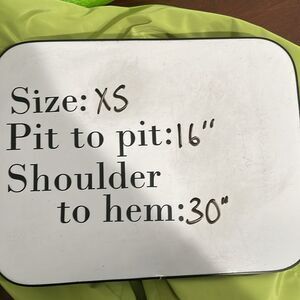 Size: XS
Pit to pit: 16"
Shoulder
to hem: 30"